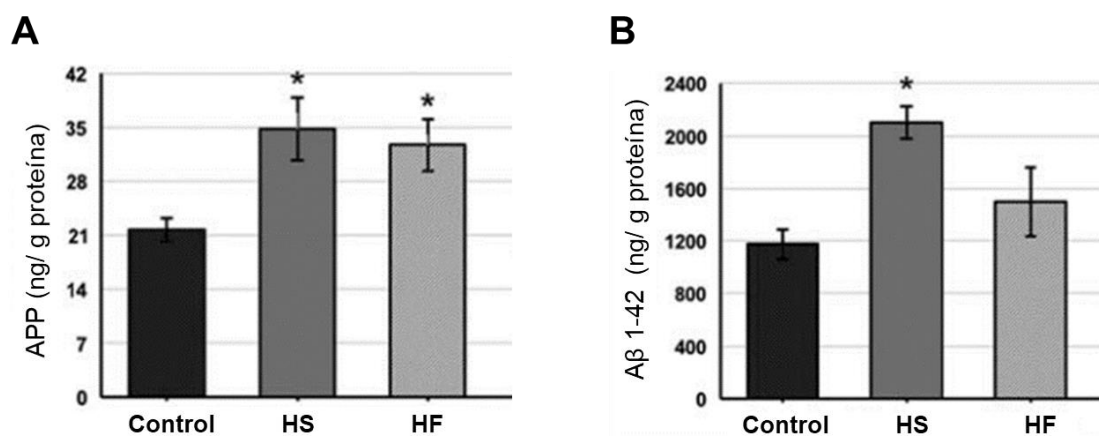 A
APP (ng/ g proteína)
42
35
28
21
14
7
0
*
*
Control HS HF
B
Aβ 1-42 (ng/ g proteína)
2400
2000
1600
1200
800
400
0
*
Control HS HF